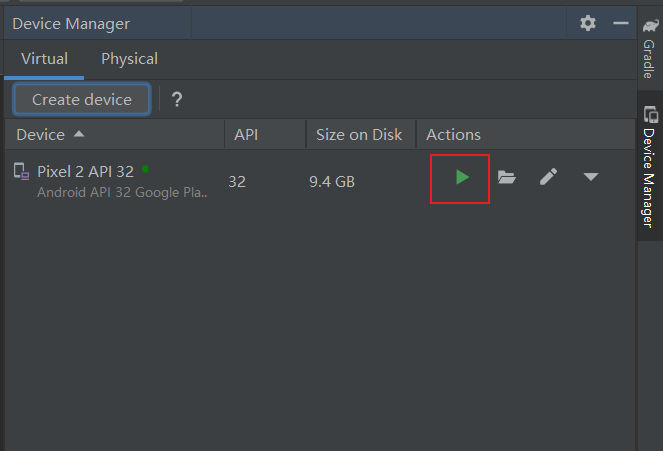 Device Manager
Virtual Physical
Create device ?
Device API Size on Disk Actions
Pixel 2 API 32
Android API 32 Google Pla..
32 9.4 GB
Gradle
Device Manager